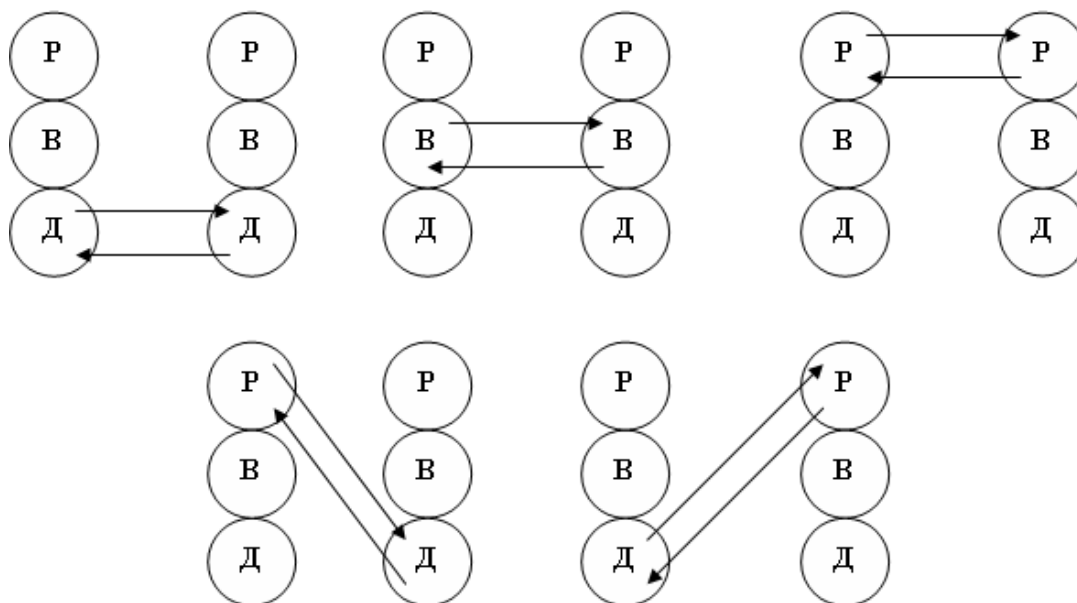 Р Р Р Р Р Р
В В В В В В
Д Д Д Д Д Д
Р Р Р Р
В В В В
Д Д Д Д